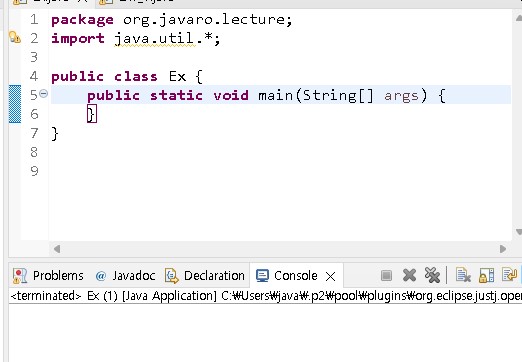 1 package org.javaro.lecture;
2 import java.util.*;
3
4 public class Ex {
5 public static void main(String[] args) {
6 }
7 }
8
9
Problems @ Javadoc Declaration Console
<terminated> Ex (1) [Java Application] C:₩Users₩java₩.p2₩pool₩plugins₩org.eclipse.justj.ope